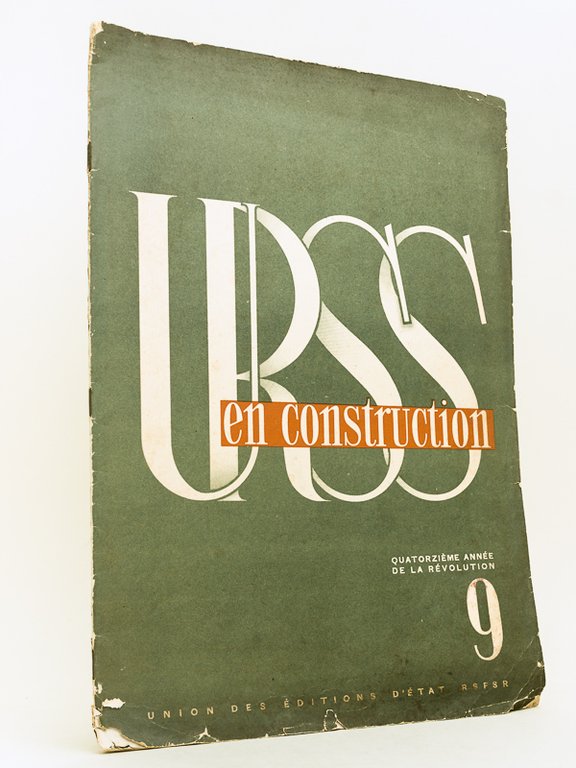 URSS
en construction
QUATORZIÈME ANNÉE
DE LA RÉVOLUTION
9
UNION DES ÉDITIONS D'ÉTAT RSFSR